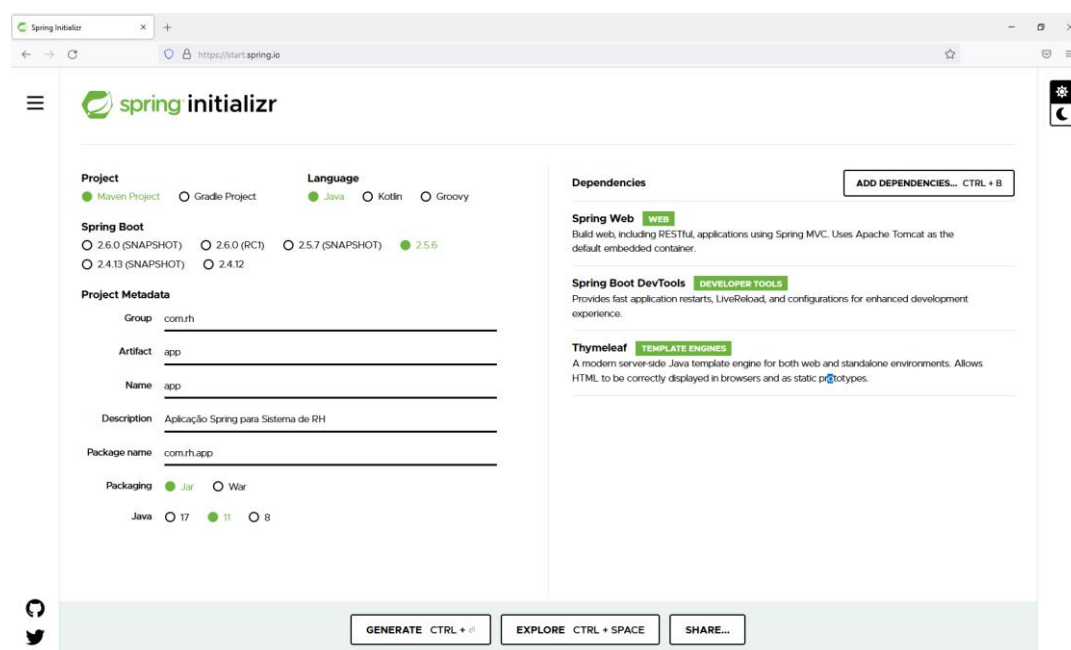 Spring Initializr
https://start.spring.io
spring initializr
Project
Maven Project Gradle Project
Language
Java Kotlin Groovy
Spring Boot
2.6.0 (SNAPSHOT) 2.6.0 (RC1) 2.5.7 (SNAPSHOT) 2.5.6
2.4.13 (SNAPSHOT) 2.4.12
Project Metadata
Group com.rh
Artifact app
Name app
Description Aplicação Spring para Sistema de RH
Package name com.rh.app
Packaging Jar War
Java 17 11 8
Dependencies
ADD DEPENDENCIES... CTRL + B
Spring Web WEB
Build web, including RESTful, applications using Spring MVC. Uses Apache Tomcat as the
default embedded container.
Spring Boot DevTools DEVELOPER TOOLS
Provides fast application restarts, LiveReload, and configurations for enhanced development
experience.
Thymeleaf TEMPLATE ENGINES
A modern server-side Java template engine for both web and standalone environments. Allows
HTML to be correctly displayed in browsers and as static prototypes.
GENERATE CTRL + ⏎
EXPLORE CTRL + SPACE
SHARE...